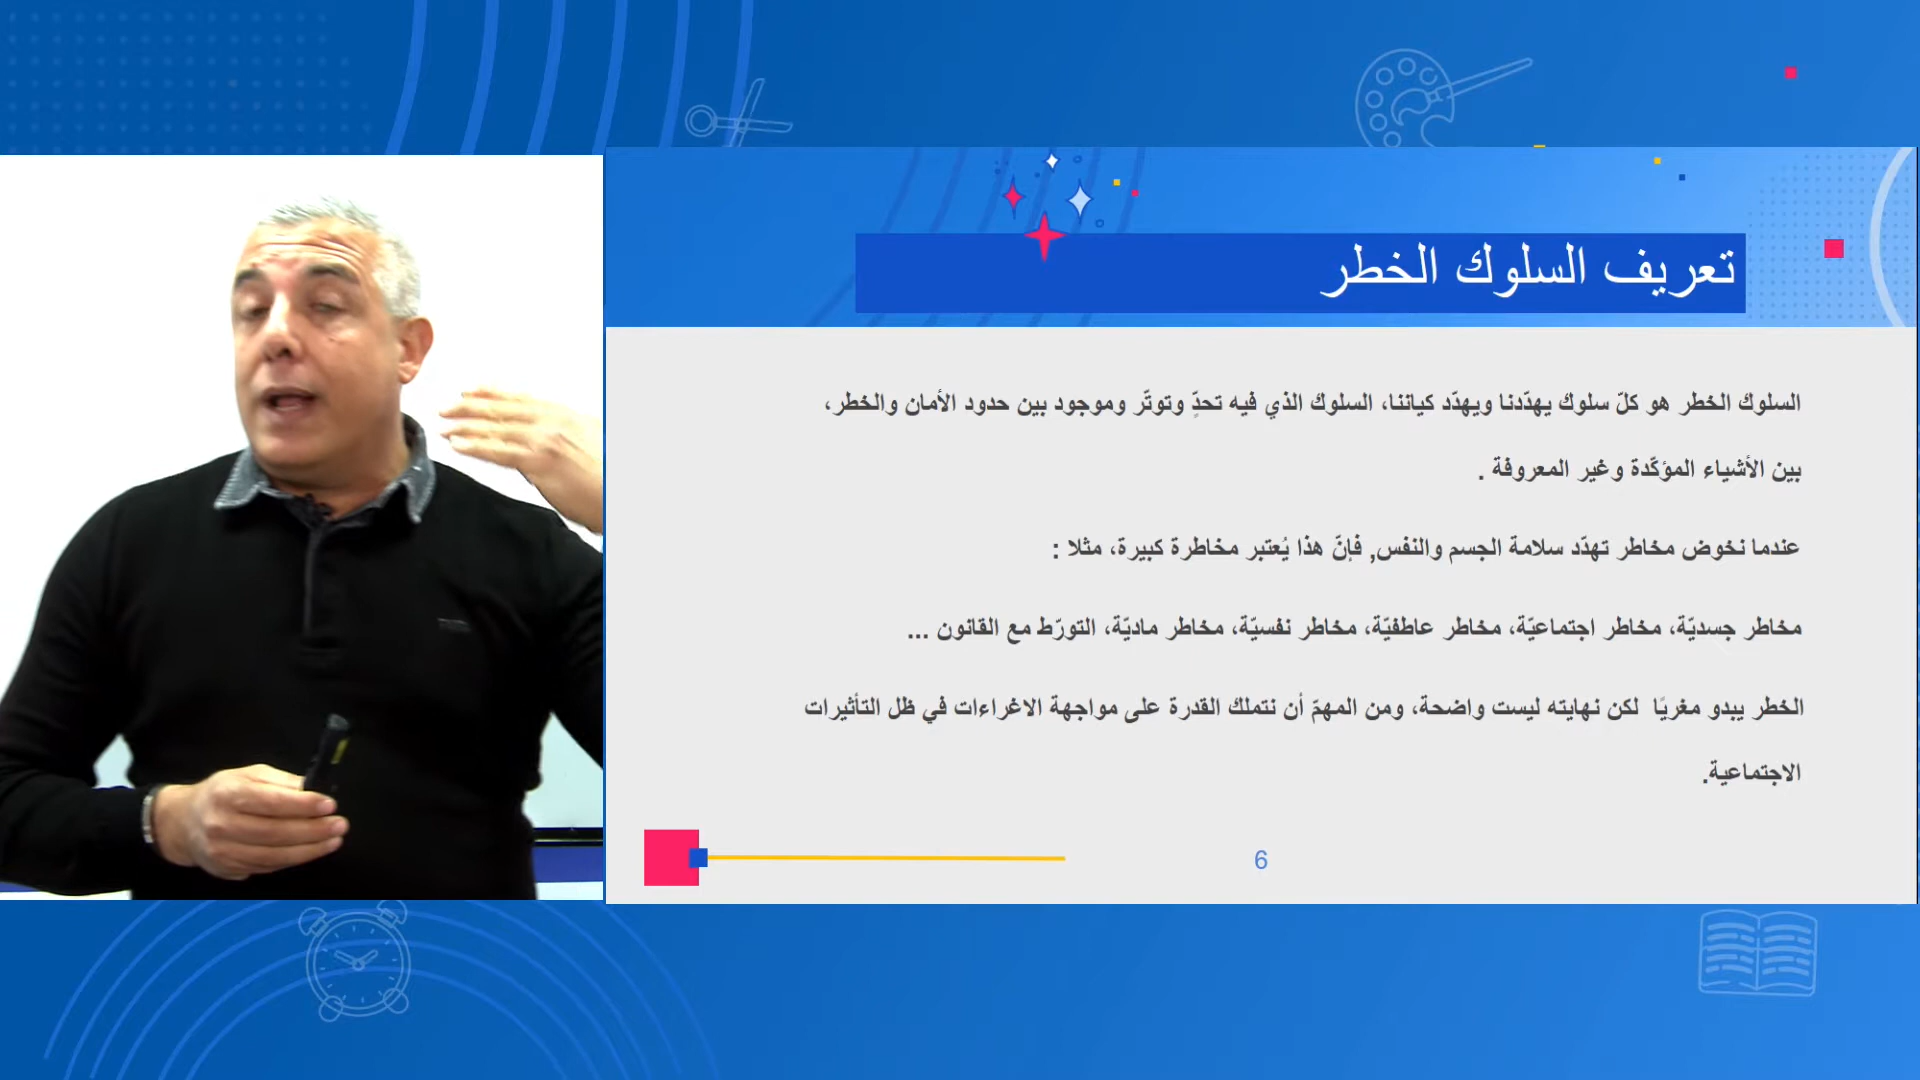 تعريف السلوك الخطر
السلوك الخطر هو كلّ سلوك يهدّدنا ويهدّد كياننا، السلوك الذي فيه تحدٍّ وتوتّر وموجود بين حدود الأمان والخطر،
بين الأشياء المؤكّدة وغير المعروفة .
عندما نخوض مخاطر تهدّد سلامة الجسم والنفس, فإنّ هذا يُعتبر مخاطرة كبيرة، مثلا :
مخاطر جسديّة، مخاطر اجتماعيّة، مخاطر عاطفيّة، مخاطر نفسيّة، مخاطر ماديّة، التورّط مع القانون ...
الخطر يبدو مغريًا لكن نهايته ليست واضحة، ومن المهمّ أن نتملك القدرة على مواجهة الاغراءات في ظل التأثيرات
الاجتماعية.
6